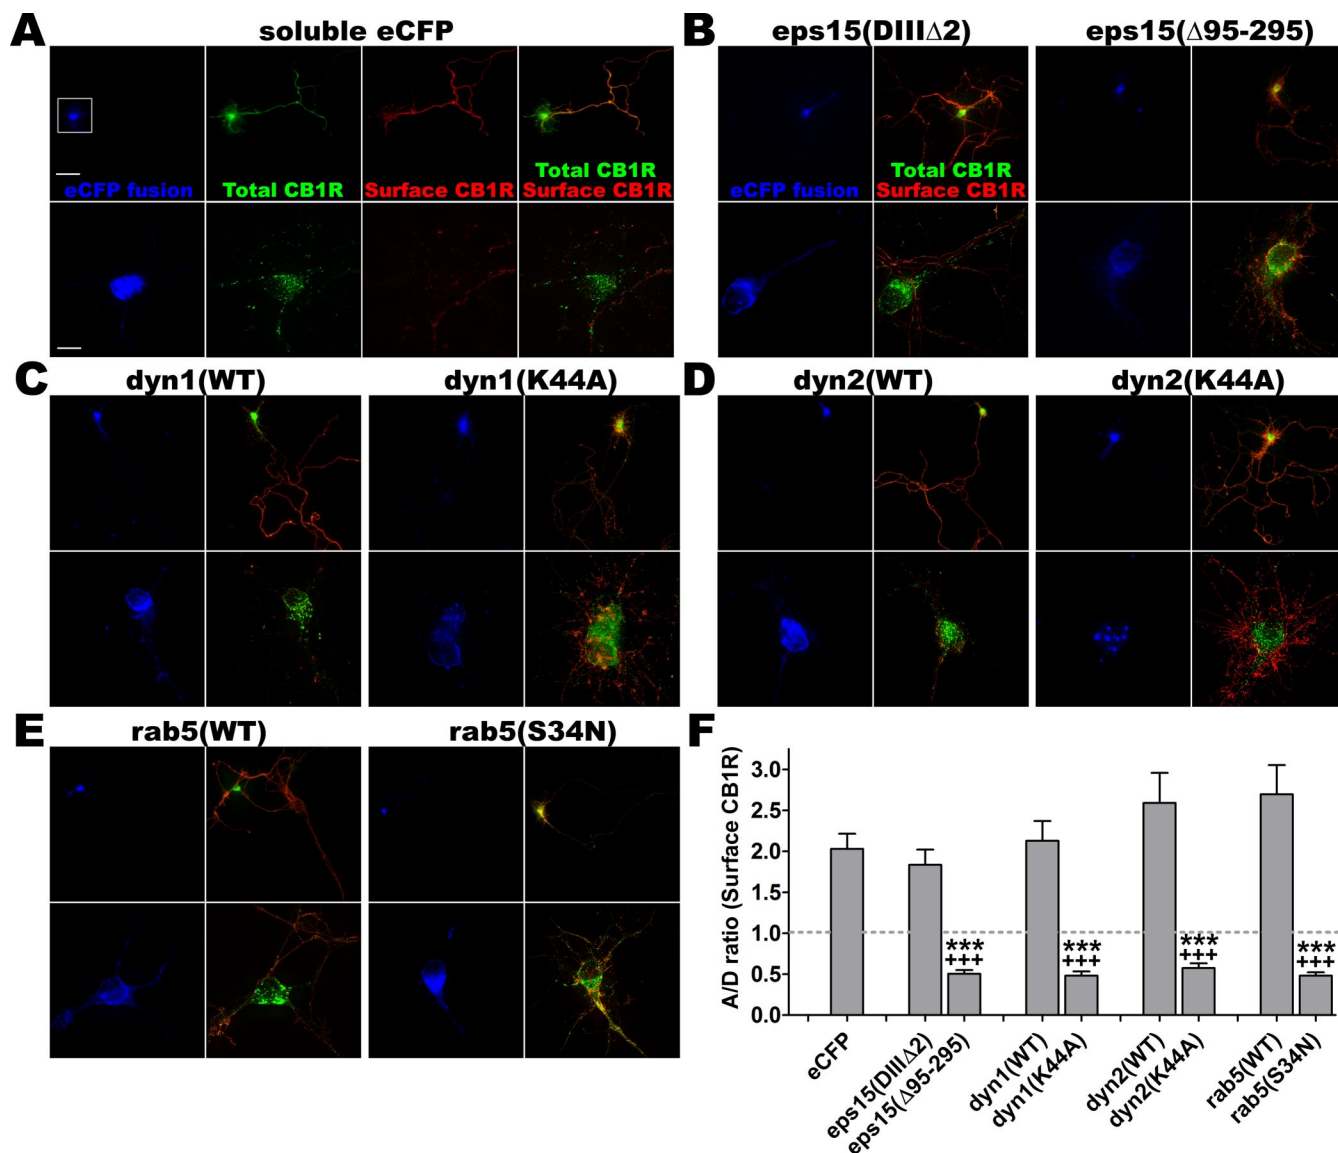 A
soluble eCFP
eCFP fusion
Total CB1R
Surface CB1R
Total CB1R
Surface CB1R
B
eps15(DIIIΔ2)
eps15(Δ95-295)
eCFP fusion
Total CB1R
Surface CB1R
C
dyn1(WT)
dyn1(K44A)
D
dyn2(WT)
dyn2(K44A)
E
rab5(WT)
rab5(S34N)
F
A/D ratio (Surface CB1R)
3.0
2.5
2.0
1.5
1.0
0.5
0.0
***
+++
***
+++
***
+++
***
+++
eCFP
eps15(DIIIΔ2)
eps15(Δ95-295)
dyn1(WT)
dyn1(K44A)
dyn2(WT)
dyn2(K44A)
rab5(WT)
rab5(S34N)